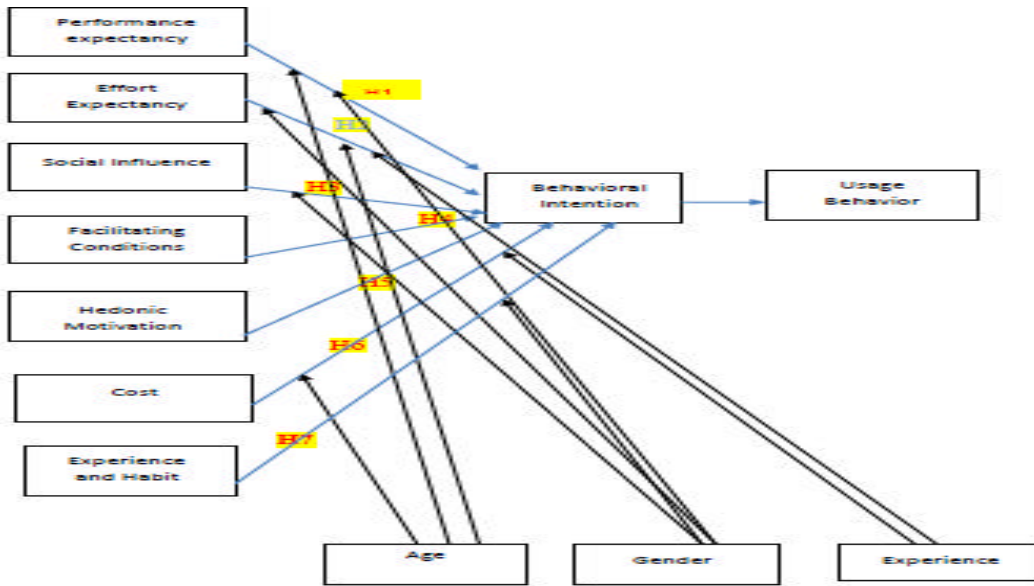 Performance
expectancy
H1
Effort
Expectancy
H2
Social Influence
H3
Behavioral
Intention
Usage
Behavior
H4
Facilitating
Conditions
H5
Hedonic
Motivation
H6
Cost
H7
Experience
and Habit
Age
Gender
Experience